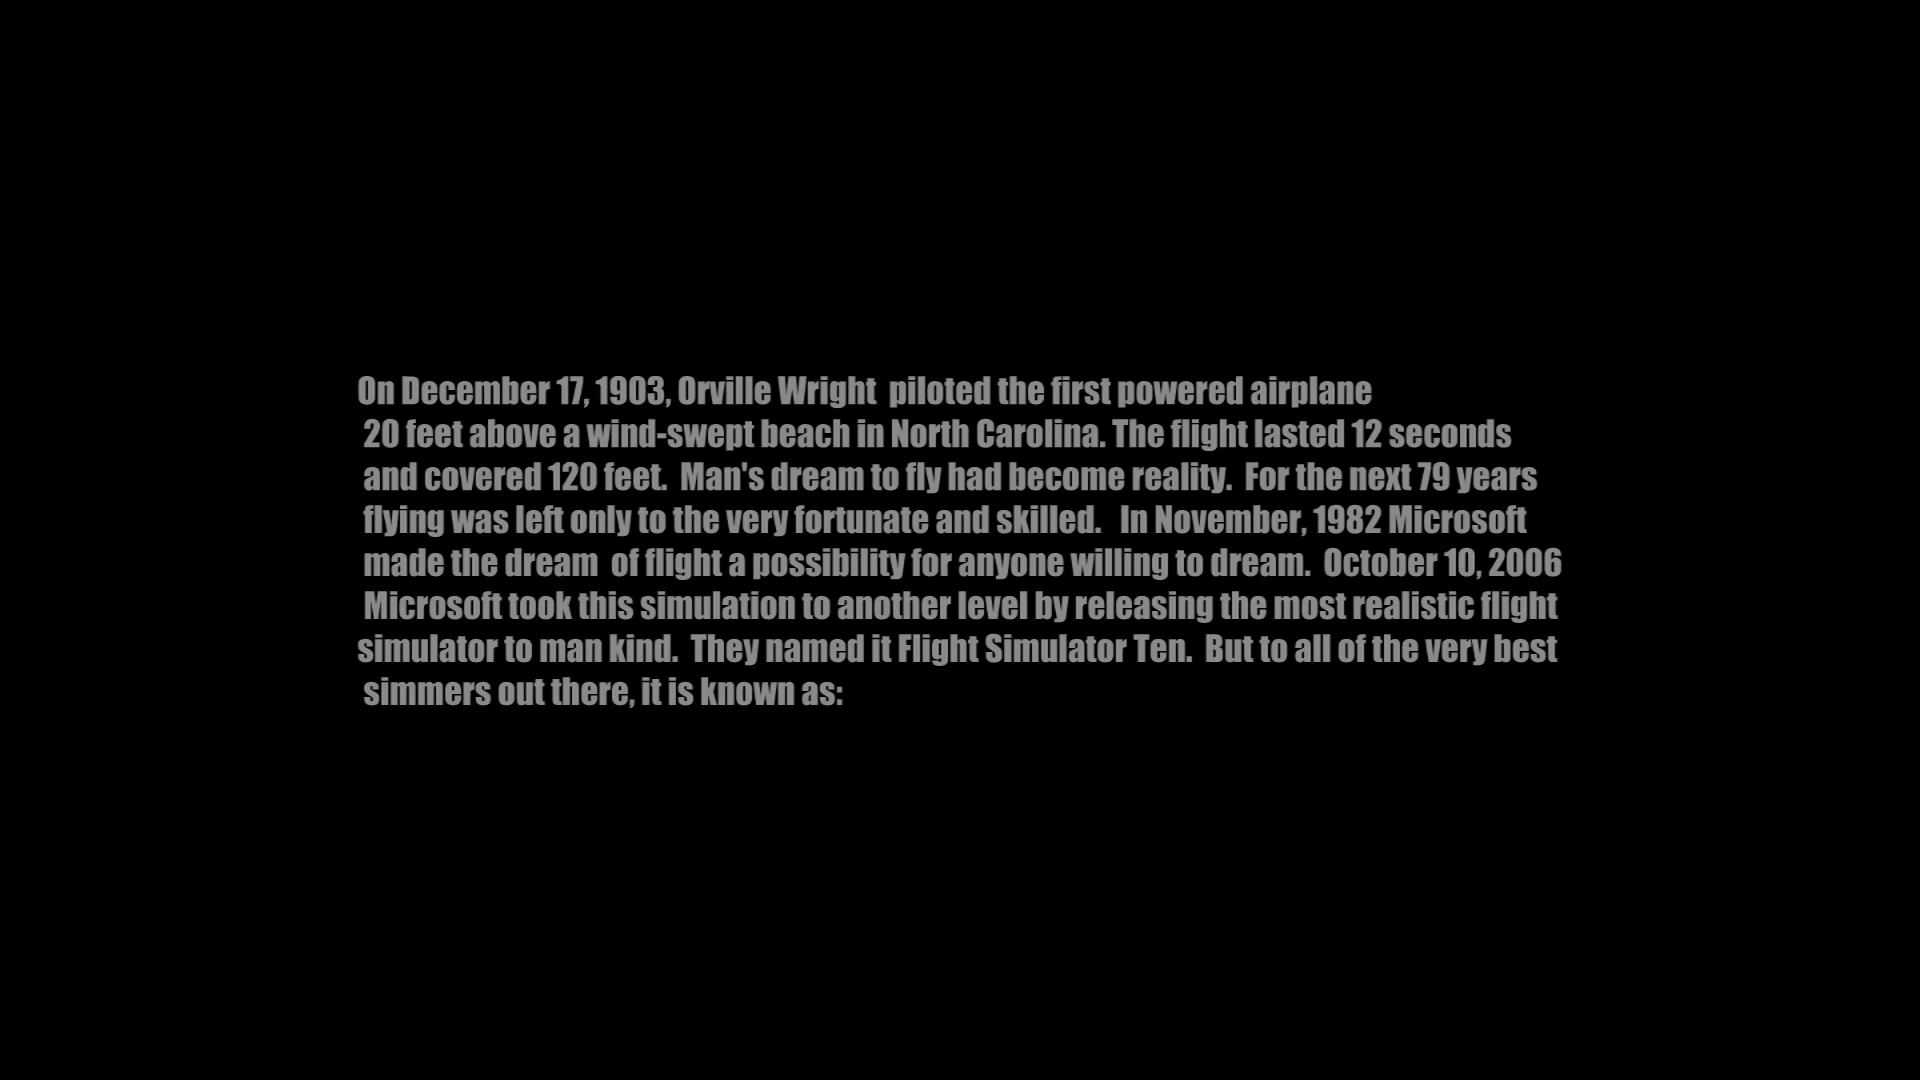 On December 17, 1903, Orville Wright  piloted the first powered airplane
20 feet above a wind-swept beach in North Carolina. The flight lasted 12 seconds
and covered 120 feet.  Man's dream to fly had become reality.  For the next 79 years
flying was left only to the very fortunate and skilled.   In November, 1982 Microsoft
made the dream  of flight a possibility for anyone willing to dream.  October 10, 2006
Microsoft took this simulation to another level by releasing the most realistic flight
simulator to man kind.  They named it Flight Simulator Ten.  But to all of the very best
simmers out there, it is known as: